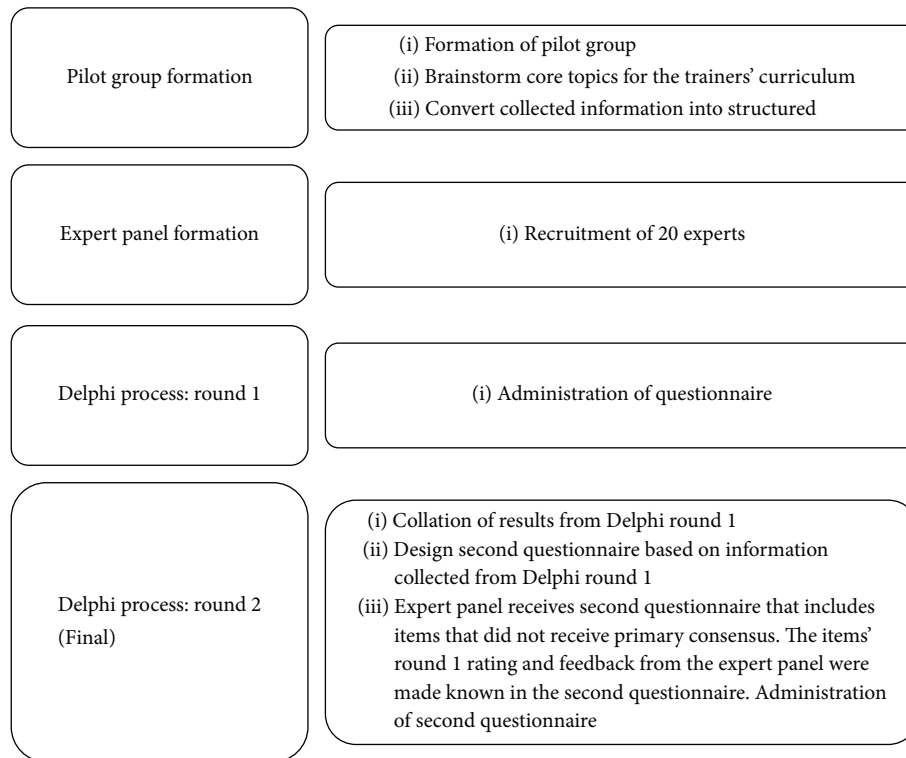 Pilot group formation
(i) Formation of pilot group
(ii) Brainstorm core topics for the trainers’ curriculum
(iii) Convert collected information into structured
Expert panel formation
(i) Recruitment of 20 experts
Delphi process: round 1
(i) Administration of questionnaire
Delphi process: round 2
(Final)
(i) Collation of results from Delphi round 1
(ii) Design second questionnaire based on information
collected from Delphi round 1
(iii) Expert panel receives second questionnaire that includes
items that did not receive primary consensus. The items’
round 1 rating and feedback from the expert panel were
made known in the second questionnaire. Administration
of second questionnaire